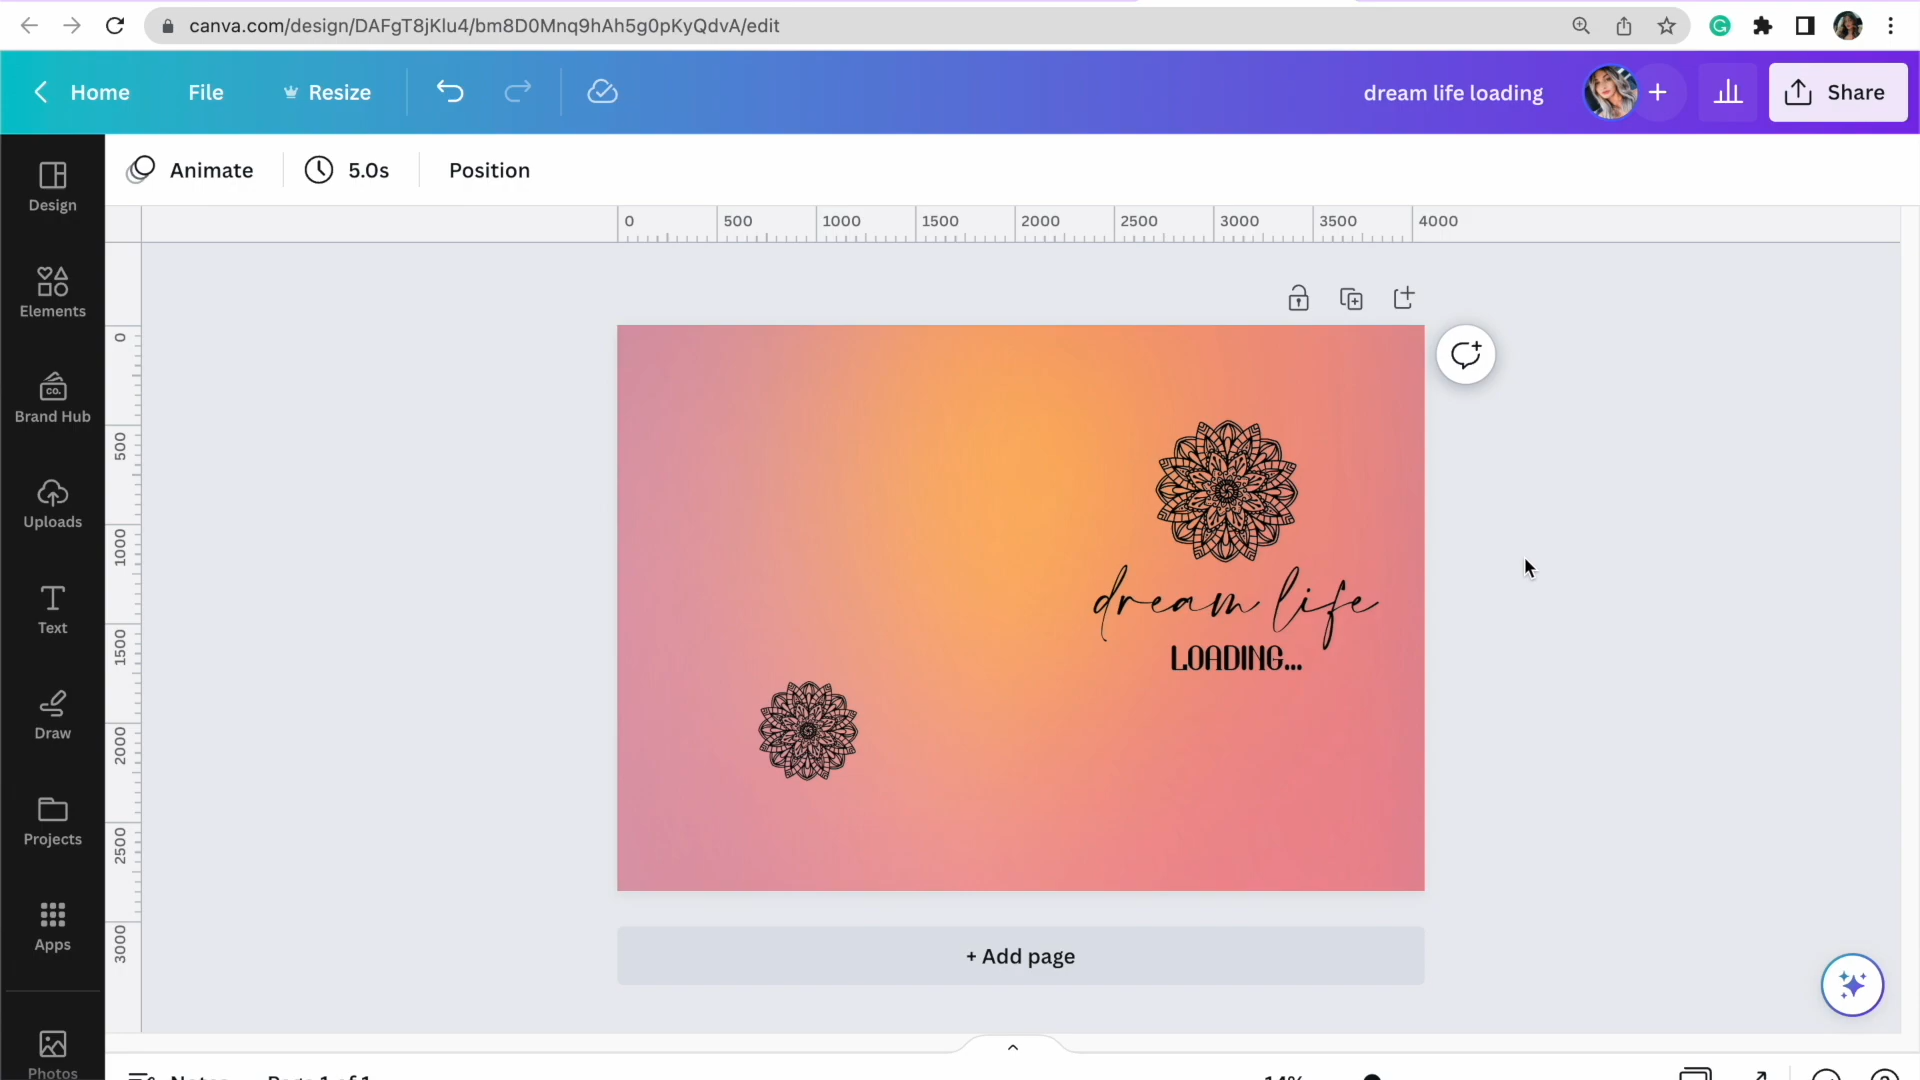 canva.com/design/DAFgT8jKlu4/bm8D0Mnq9hAh5g0pKyQdvA/edit
Home File Resize dream life loading Share
Animate 5.0s Position
Design
Elements
CO.
Brand Hub
Uploads
Text
Draw
Projects
Apps
Photos
0 500 1000 1500 2000 2500 3000 3500 4000
0
500
1000
1500
2000
2500
3000
dream life
LOADING...
+ Add page
Notes Page 1 of 1 14%